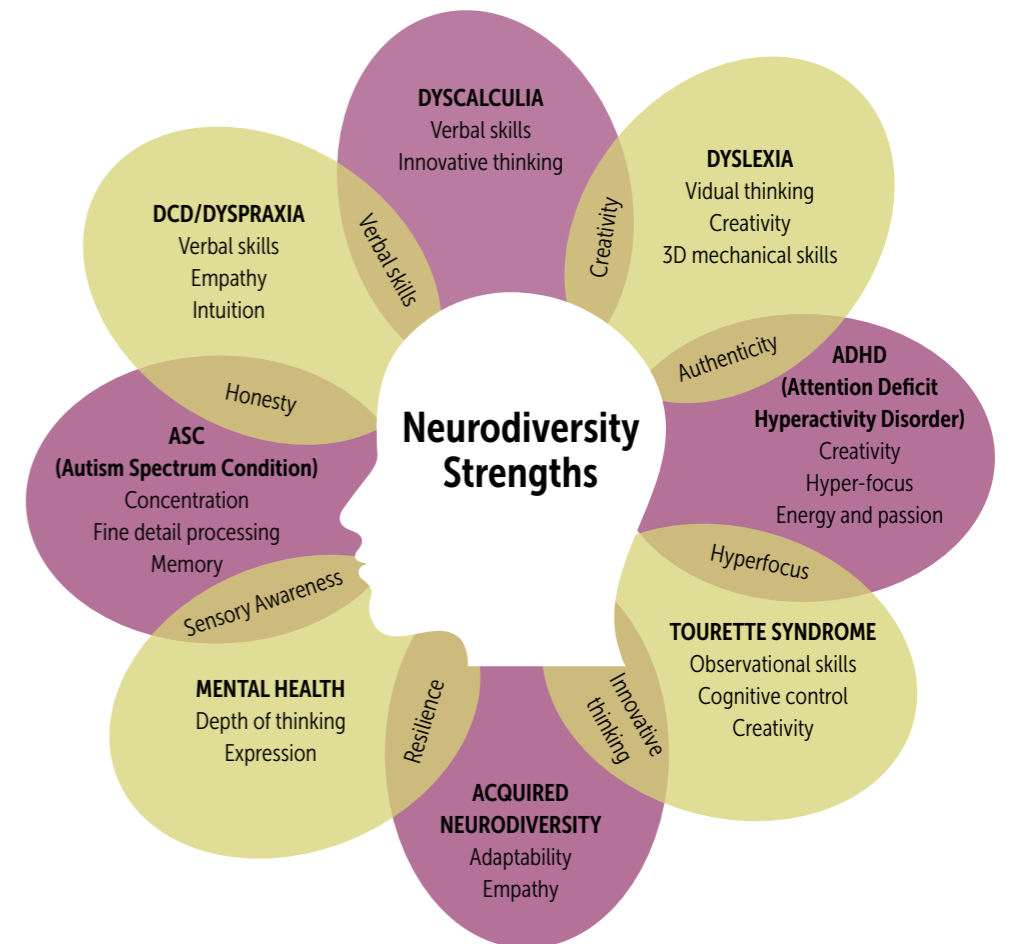 Neurodiversity
Strengths
DYSCALCULIA
Verbal skills
Innovative thinking
Creativity
DYSLEXIA
Vidual thinking
Creativity
3D mechanical skills
Authenticity
ADHD
(Attention Deficit
Hyperactivity Disorder)
Creativity
Hyper-focus
Energy and passion
Hyperfocus
TOURETTE SYNDROME
Observational skills
Cognitive control
Creativity
Innovative
thinking
ACQUIRED
NEURODIVERSITY
Adaptability
Empathy
Resilience
MENTAL HEALTH
Depth of thinking
Expression
Sensory Awareness
ASC
(Autism Spectrum Condition)
Concentration
Fine detail processing
Memory
Honesty
DCD/DYSPRAXIA
Verbal skills
Empathy
Intuition
Verbal skills